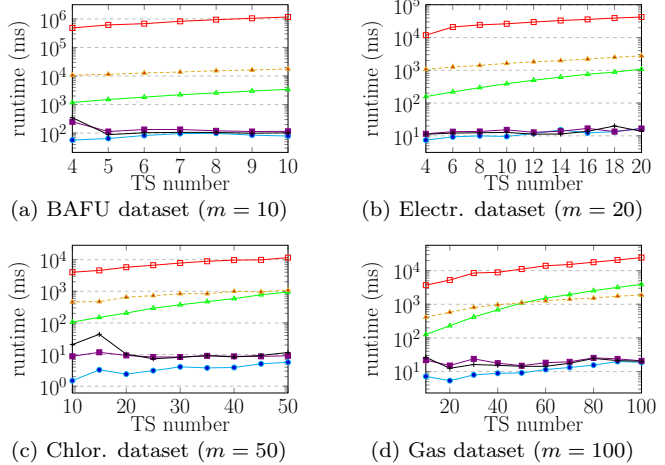 10^6
10^5
10^4
10^3
10^2
runtime (ms)
4 5 6 7 8 9 10
TS number
(a) BAFU dataset (m = 10)
10^5
10^4
10^3
10^2
10^1
10^0
runtime (ms)
4 6 8 10 12 14 16 18 20
TS number
(b) Electr. dataset (m = 20)
10^4
10^3
10^2
10^1
10^0
runtime (ms)
10 20 30 40 50
TS number
(c) Chlor. dataset (m = 50)
10^4
10^3
10^2
10^1
runtime (ms)
20 40 60 80 100
TS number
(d) Gas dataset (m = 100)